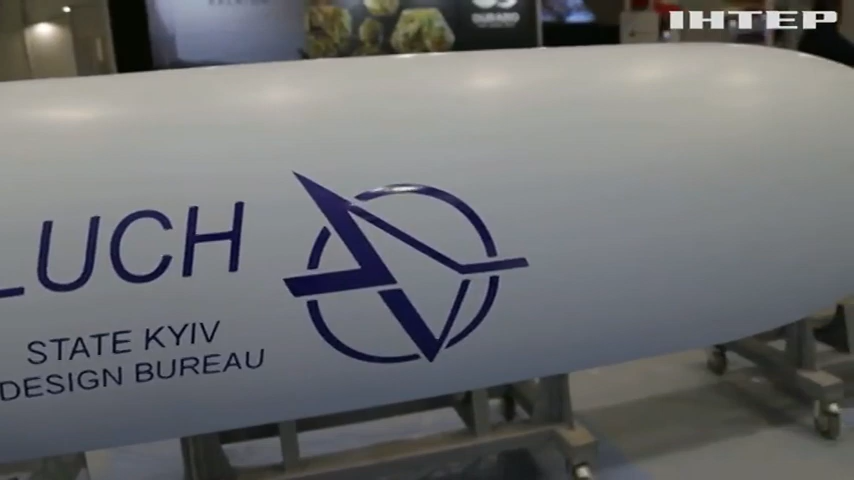 ІНТЕР
LUCH
STATE KYIV
DESIGN BUREAU